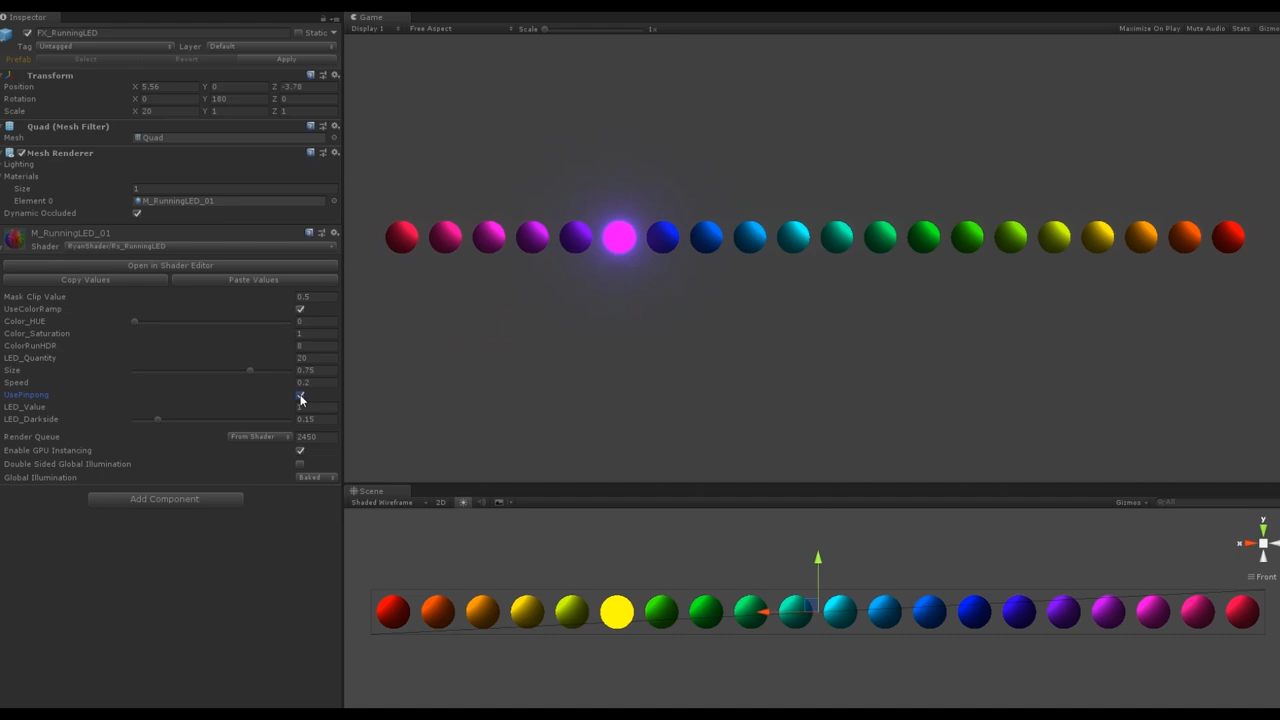 Inspector
FX_RunningLED Static
Tag Untagged Layer Default
Prefab Select Revert Apply
Transform
Position X 5.56 Y 0 Z -3.78
Rotation X 0 Y 180 Z 0
Scale X 20 Y 1 Z 1
Quad (Mesh Filter)
Mesh Quad
Mesh Renderer
Lighting
Materials
Size 1
Element 0 M_RunningLED_01
Dynamic Occluded
M_RunningLED_01
Shader RyanShader/Fx_RunningLED
Open in Shader Editor
Copy Values Paste Values
Mask Clip Value 0.5
UseColorRamp
Color_HUE 0
Color_Saturation 1
ColorRunHDR 8
LED_Quantity 20
Size 0.75
Speed 0.2
UsePinpong
LED_Value
LED_Darkside 0.15
Render Queue From Shader 2450
Enable GPU Instancing
Double Sided Global Illumination
Global Illumination Baked
Add Component
Game
Display 1 Free Aspect Scale 1x Maximize On Play Mute Audio Stats Gizmo
Scene
Shaded Wireframe 2D Gizmos All
y
x
Front